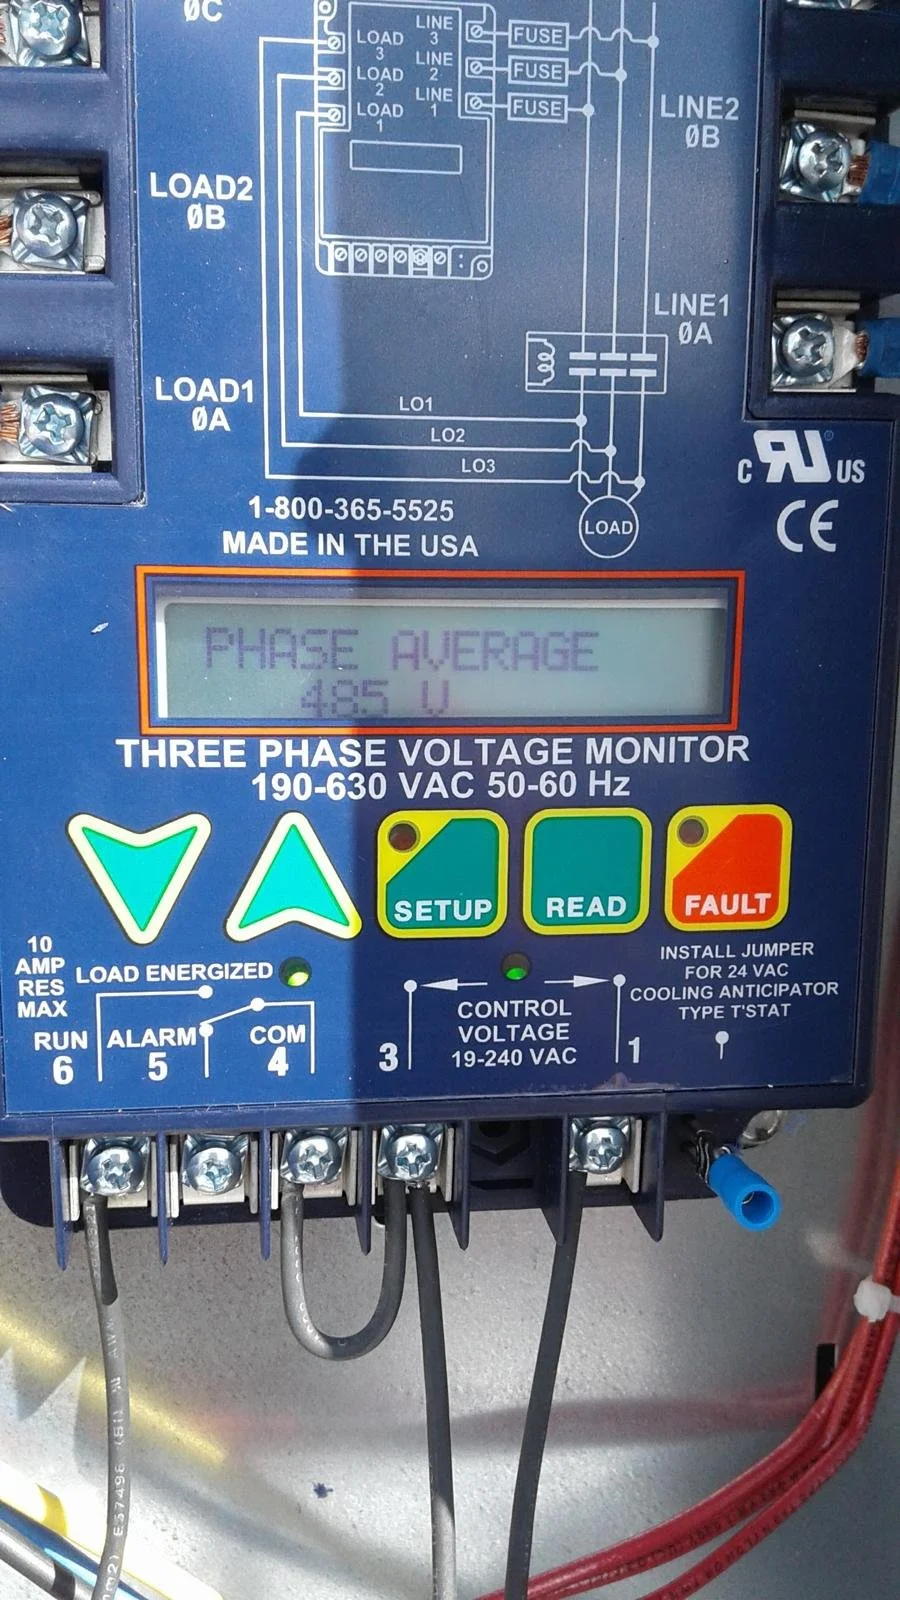 ØC
LOAD
3
LOAD
2
LOAD
1
LINE
3
LINE
2
LINE
1
FUSE
FUSE
FUSE
LINE2
ØB
LOAD2
ØB
LINE1
ØA
LOAD1
ØA
LO1
LO2
LO3
LOAD
C RU ® US
CE
1-800-365-5525
MADE IN THE USA
PHASE AVERAGE
485 V
THREE PHASE VOLTAGE MONITOR
190-630 VAC 50-60 Hz
SETUP
READ
FAULT
10
AMP
RES
MAX
LOAD ENERGIZED
RUN
6
ALARM
5
COM
4
3
CONTROL
VOLTAGE
19-240 VAC
1
INSTALL JUMPER
FOR 24 VAC
COOLING ANTICIPATOR
TYPE T'STAT